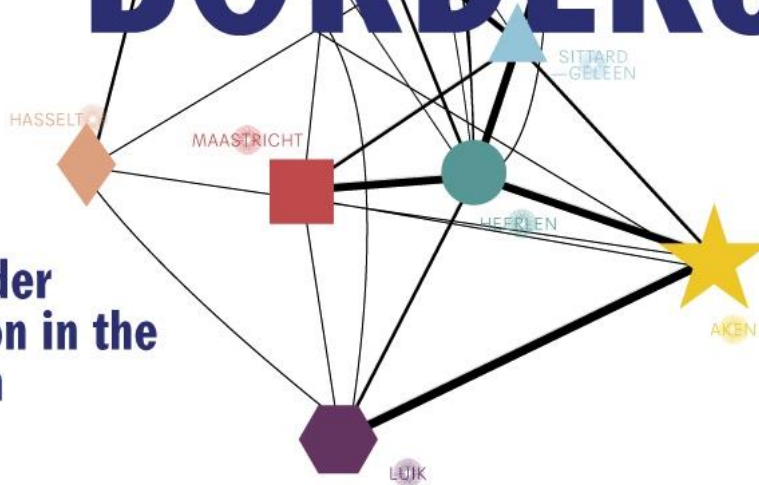 SITTARD
—GELEEN
HASSELT
MAASTRICHT
HEERLEN
der
on in the
AKEN
LUIK